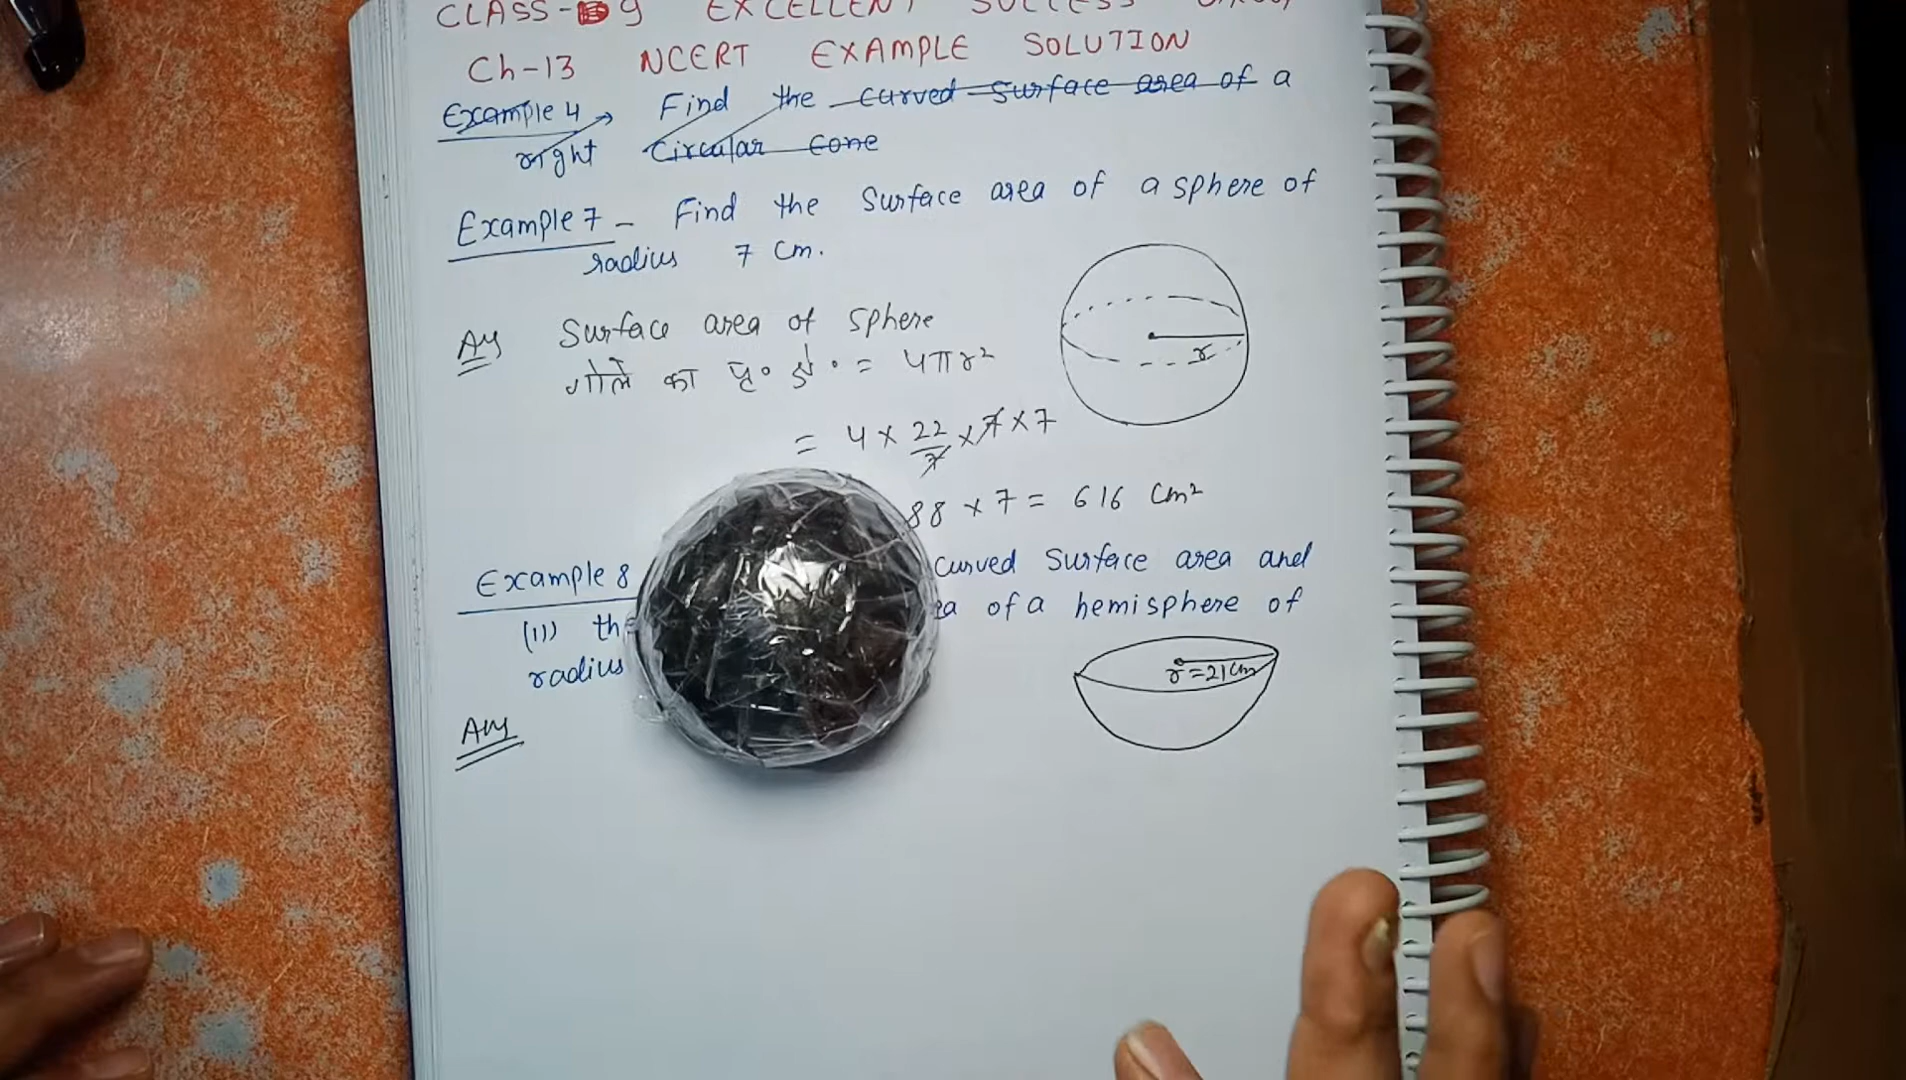 CLASS-9 EXCELLENT SUCCESS
Ch-13 NCERT EXAMPLE SOLUTION
Example 4 → Find the curved surface area of a
right Circular Cone
Example 7 - Find the Surface area of a sphere of
radius 7 cm.
Ans Surface area of sphere
गोले का पृ० क्षे० = 4πr²
r
= 4 × 22/7 × 7 × 7
88 × 7 = 616 cm²
Example 8 curved Surface area and
(ii) of a hemisphere of
radius
r=21cm
Ans